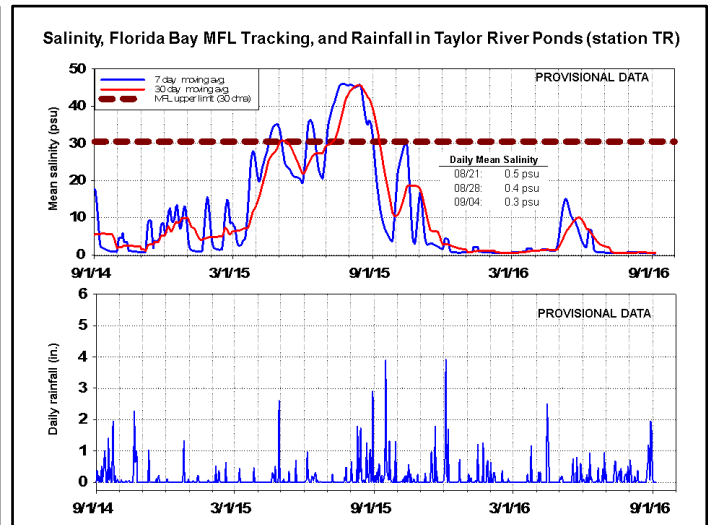 Salinity, Florida Bay MFL Tracking, and Rainfall in Taylor River Ponds (station TR)
Mean salinity (psu)
50
40
30
20
10
0
7 day moving avg.
30 day moving avg.
MFL upper limit (30 dma)
PROVISIONAL DATA
Daily Mean Salinity
08/21: 0.5 psu
08/28: 0.4 psu
09/04: 0.3 psu
9/1/14 3/1/15 9/1/15 3/1/16 9/1/16
Daily rainfall (in.)
6
5
4
3
2
1
0
PROVISIONAL DATA
9/1/14 3/1/15 9/1/15 3/1/16 9/1/16